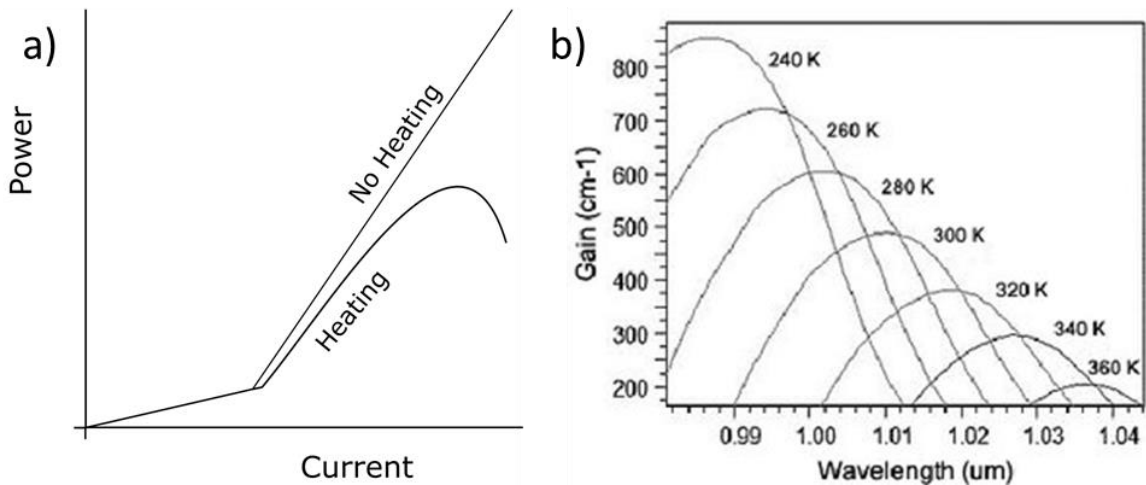 a)
Power
No Heating
Heating
Current
b)
Gain (cm-1)
800
700
600
500
400
300
200
240 K
260 K
280 K
300 K
320 K
340 K
360 K
0.99 1.00 1.01 1.02 1.03 1.04
Wavelength (um)